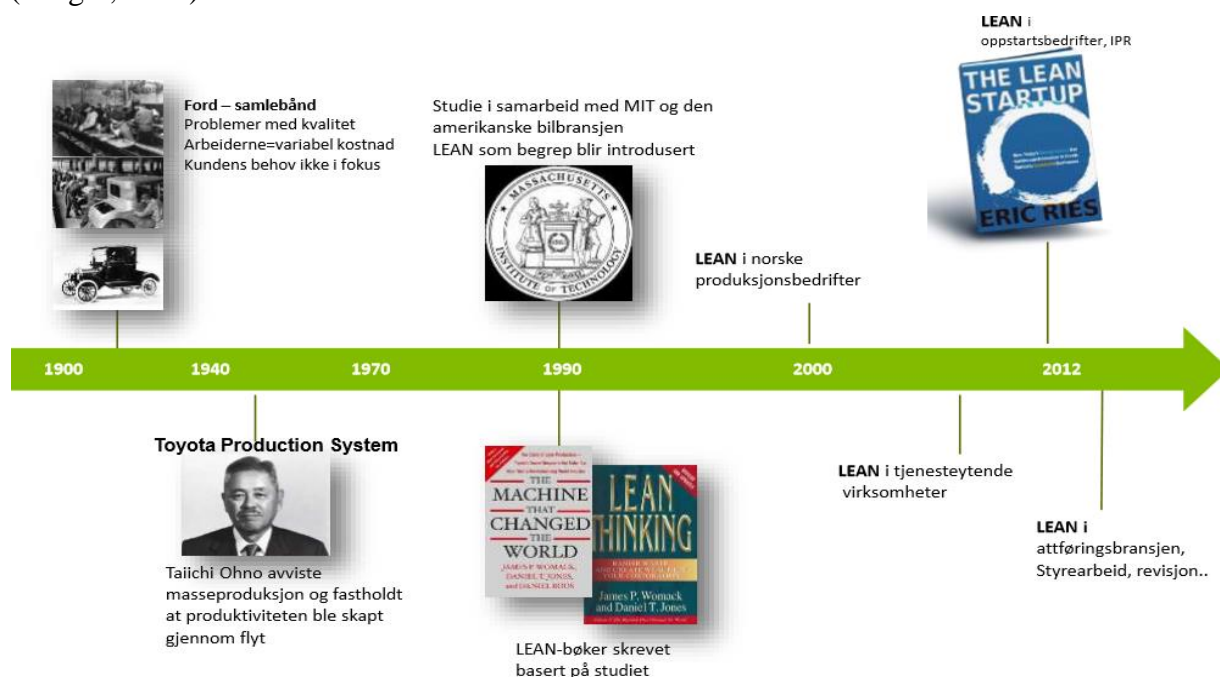 LEAN i
oppstartsbedrifter, IPR
THE LEAN
STARTUP
ERIC RIES
Ford – samlebånd
Problemer med kvalitet
Arbeiderne=variabel kostnad
Kundens behov ikke i fokus
Studie i samarbeid med MIT og den
amerikanske bilbransjen
LEAN som begrep blir introdusert
MASSACHUSETTS
INSTITUTE OF TECHNOLOGY
LEAN i norske
produksjonsbedrifter
1900 1940 1970 1990 2000 2012
Toyota Production System
Taiichi Ohno avviste
masseproduksjon og fastholdt
at produktiviteten ble skapt
gjennom flyt
THE
MACHINE
THAT
CHANGED
THE
WORLD
JAMES P. WOMACK,
DANIEL T. JONES,
and DANIEL ROOS
LEAN
THINKING
James P. Womack
and Daniel T. Jones
LEAN-bøker skrevet
basert på studiet
LEAN i tjenesteytende
virksomheter
LEAN i
attføringsbransjen,
Styrearbeid, revisjon..